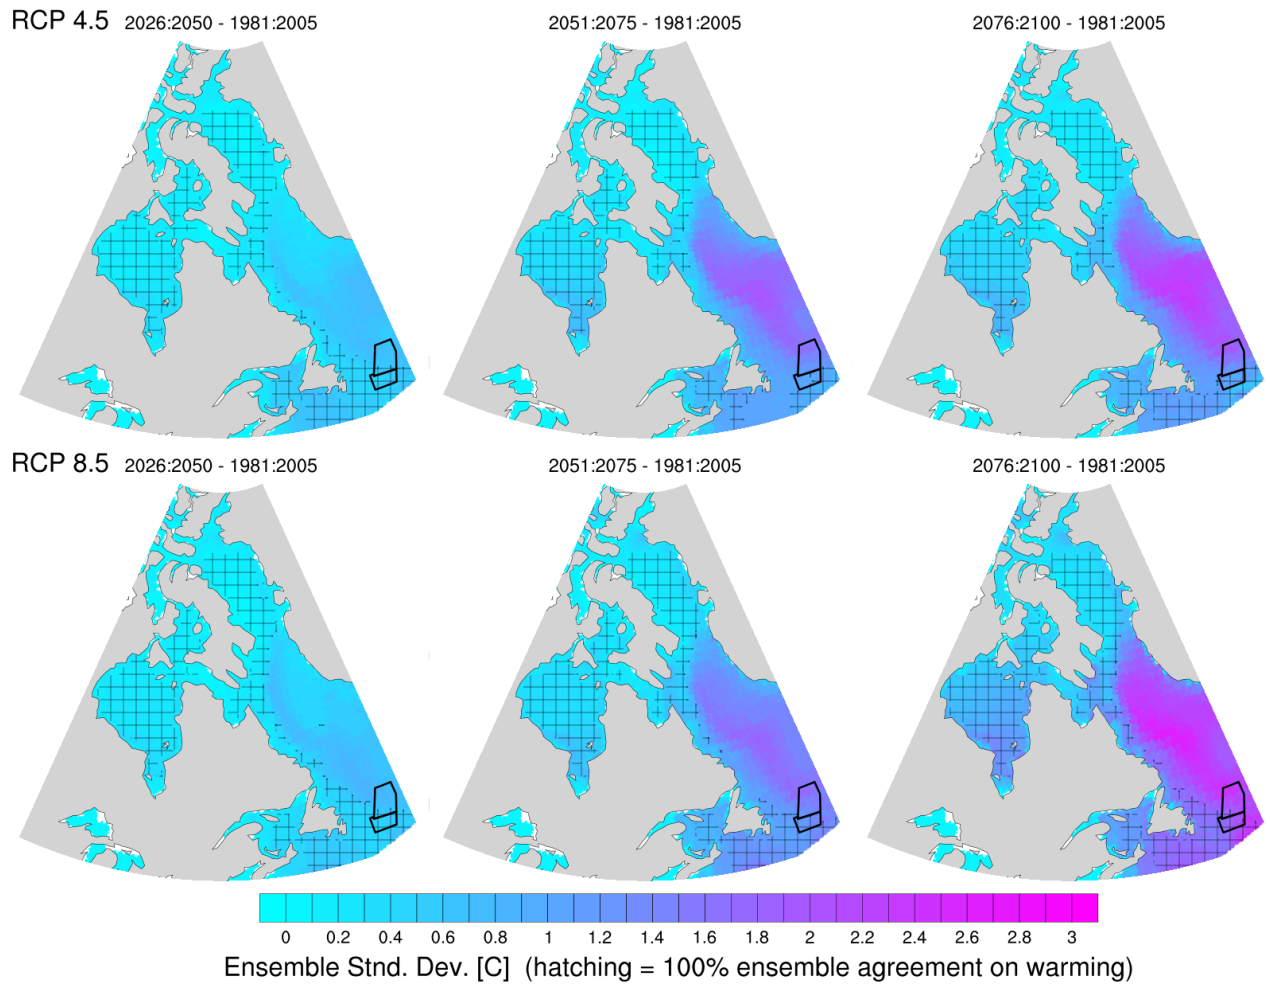 RCP 4.5 2026:2050 - 1981:2005 2051:2075 - 1981:2005 2076:2100 - 1981:2005
RCP 8.5 2026:2050 - 1981:2005 2051:2075 - 1981:2005 2076:2100 - 1981:2005
0 0.2 0.4 0.6 0.8 1 1.2 1.4 1.6 1.8 2 2.2 2.4 2.6 2.8 3
Ensemble Stnd. Dev. [C] (hatching = 100% ensemble agreement on warming)